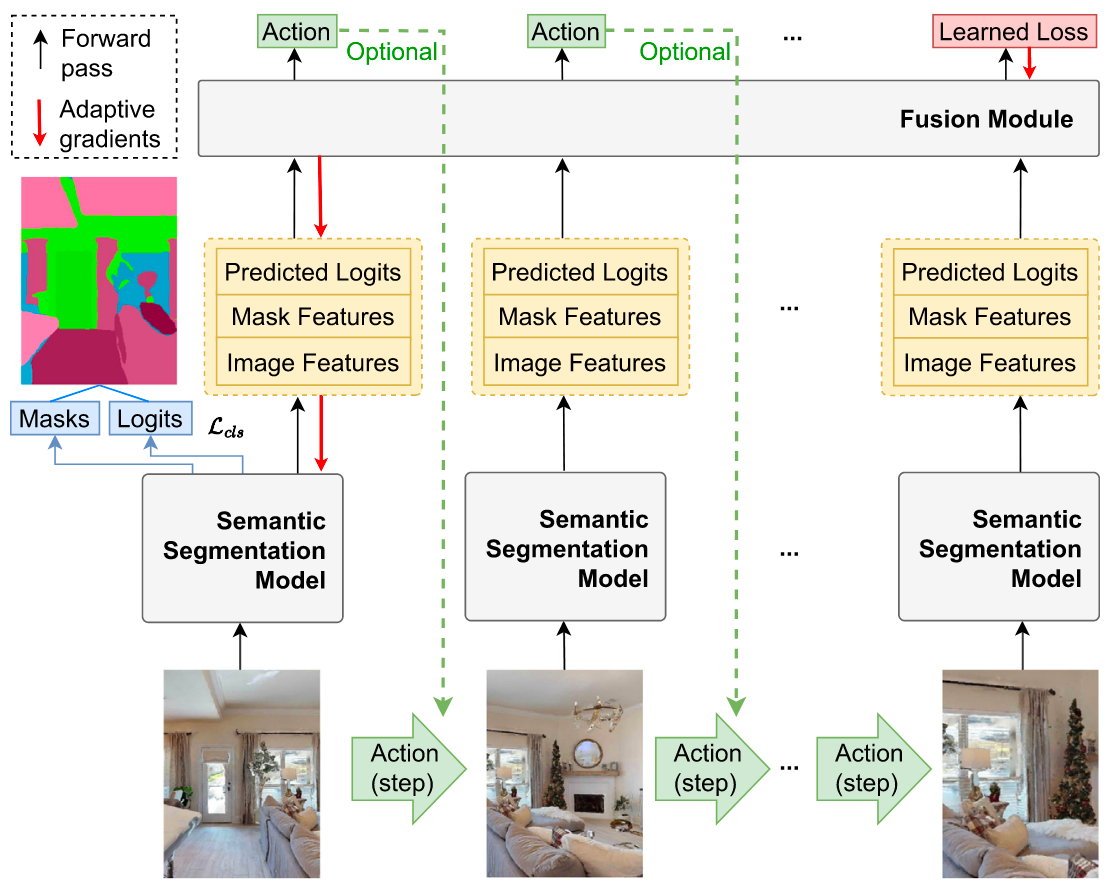 Forward
pass
Adaptive
gradients
Action
Optional
Action
Optional
...
Learned Loss
Fusion Module
Predicted Logits
Mask Features
Image Features
Predicted Logits
Mask Features
Image Features
...
Predicted Logits
Mask Features
Image Features
Masks
Logits
ℒcls
Semantic
Segmentation
Model
Semantic
Segmentation
Model
...
Semantic
Segmentation
Model
Action
(step)
Action
(step)
...
Action
(step)